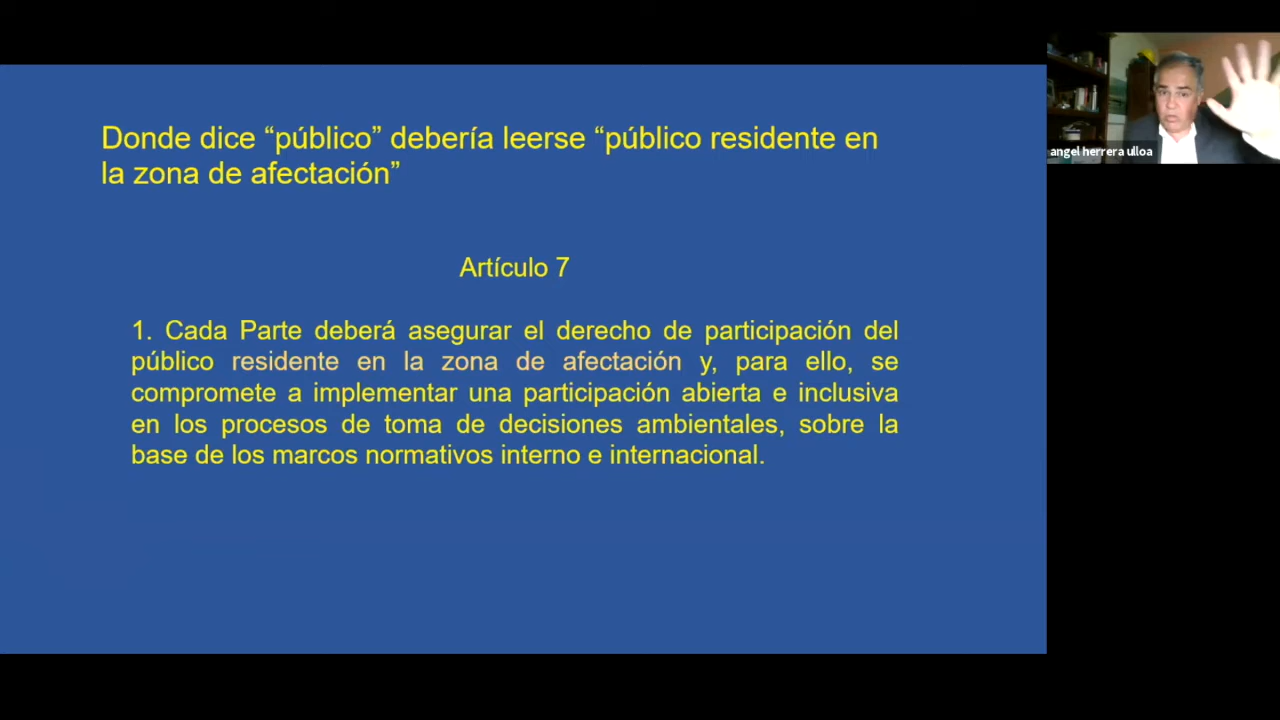 Donde dice “público” debería leerse “público residente en
la zona de afectación”
Artículo 7
1. Cada Parte deberá asegurar el derecho de participación del
público residente en la zona de afectación y, para ello, se
compromete a implementar una participación abierta e inclusiva
en los procesos de toma de decisiones ambientales, sobre la
base de los marcos normativos interno e internacional.
angel herrera ulloa